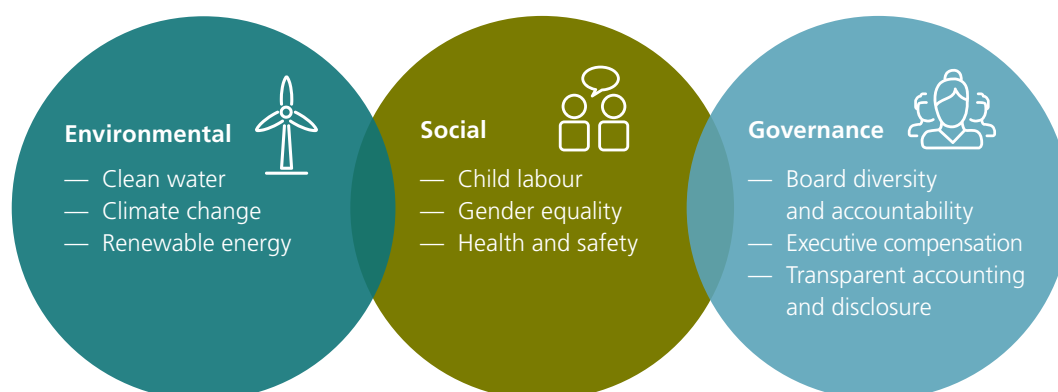 Environmental
— Clean water
— Climate change
— Renewable energy
Social
— Child labour
— Gender equality
— Health and safety
Governance
— Board diversity
and accountability
— Executive compensation
— Transparent accounting
and disclosure